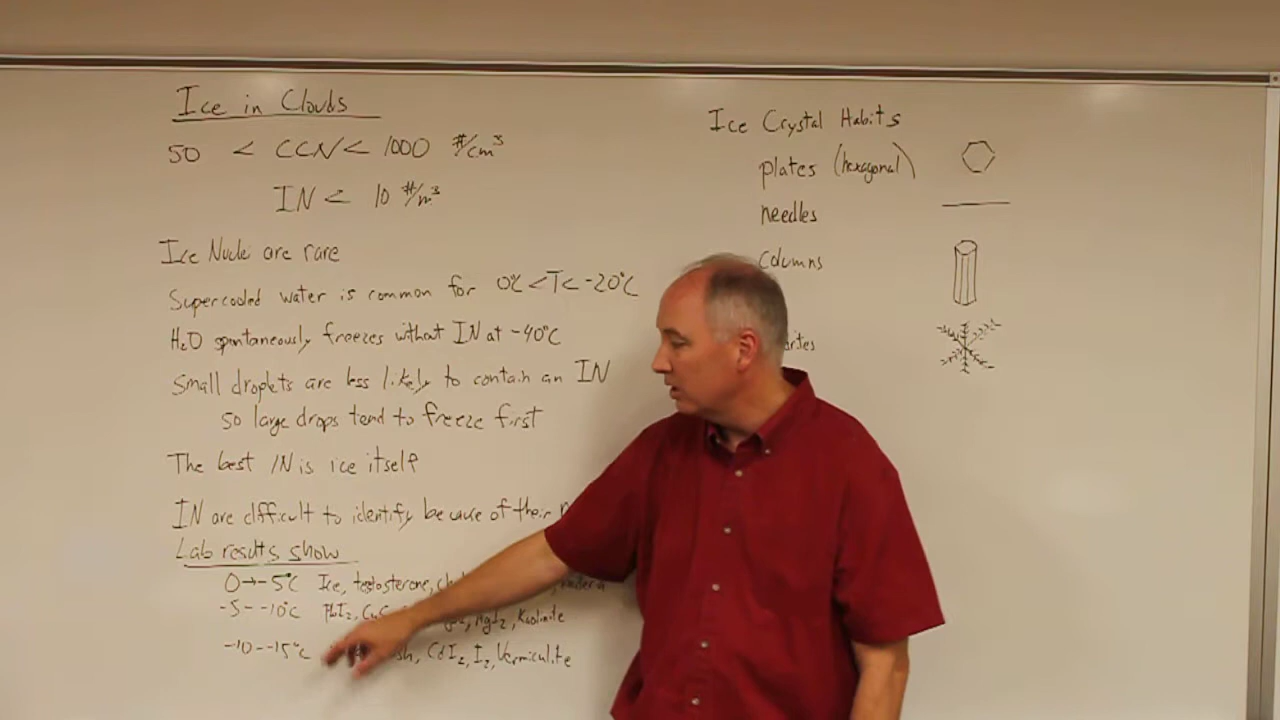 Ice in Clouds
50 < CCN < 1000 #/cm³
IN < 10 #/m³
Ice Nuclei are rare
Supercooled water is common for 0°C < T < -20°C
H₂O spontaneously freezes without IN at -40°C
Small droplets are less likely to contain an IN
so large drops tend to freeze first
The best IN is ice itself
IN are difficult to identify because of their
Lab results show
0→-5°C Ice, testosterone,
-5--10°C PbI₂, CuS, HgI₂, Kaolinite
-10--15°C CdI₂, I₂, Vermiculite
Ice Crystal Habits
plates (hexagonal)
needles
columns